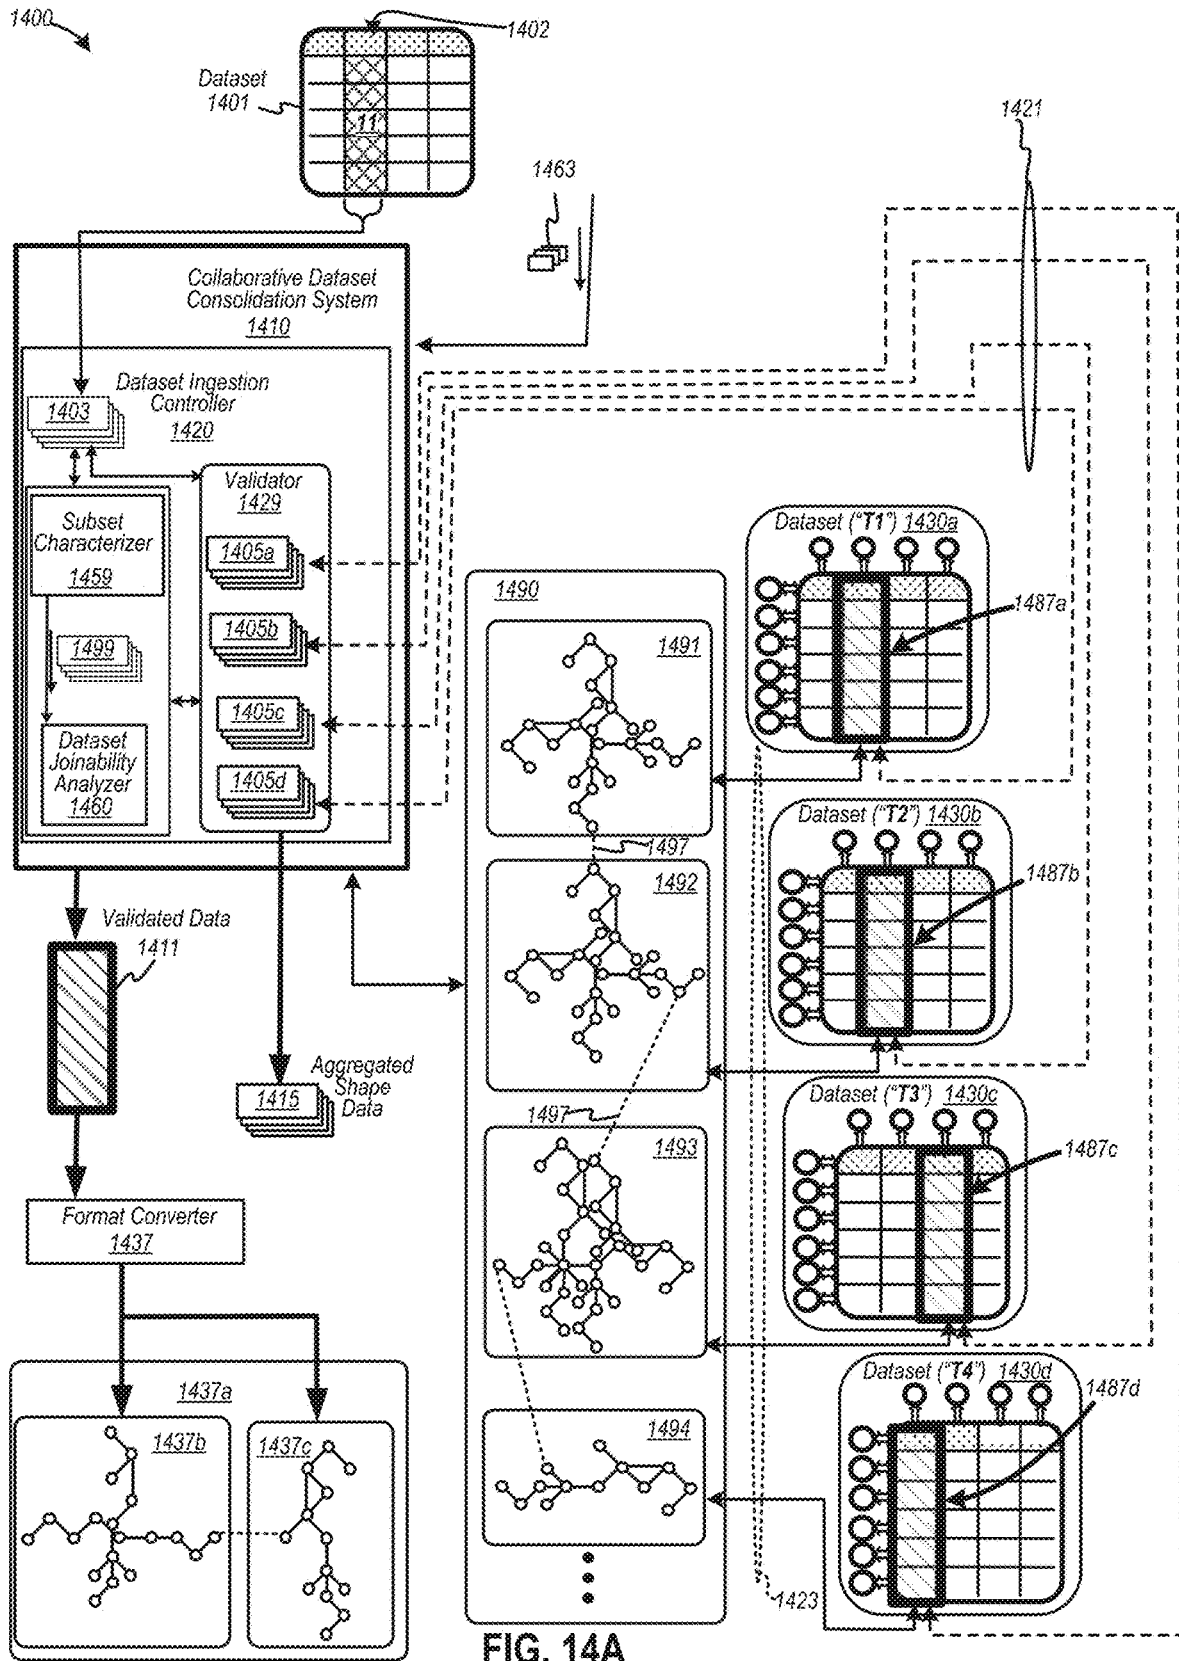 1400
1402
Dataset
1401
11'
1421
1463
Collaborative Dataset
Consolidation System
1410
Dataset Ingestion
Controller
1420
1403
Validator
1429
Subset
Characterizer
1459
1405a
1405b
1499
1405c
Dataset
Joinability
Analyzer
1460
1405d
1490
1491
1497
1492
1497
1493
1494
Dataset ("T1") 1430a
1487a
Dataset ("T2") 1430b
1487b
Dataset ("T3") 1430c
1487c
Dataset ("T4") 1430d
1487d
1423
Validated Data
1411
Aggregated
Shape
Data
1415
Format Converter
1437
1437a
1437b
1437c
FIG. 14A